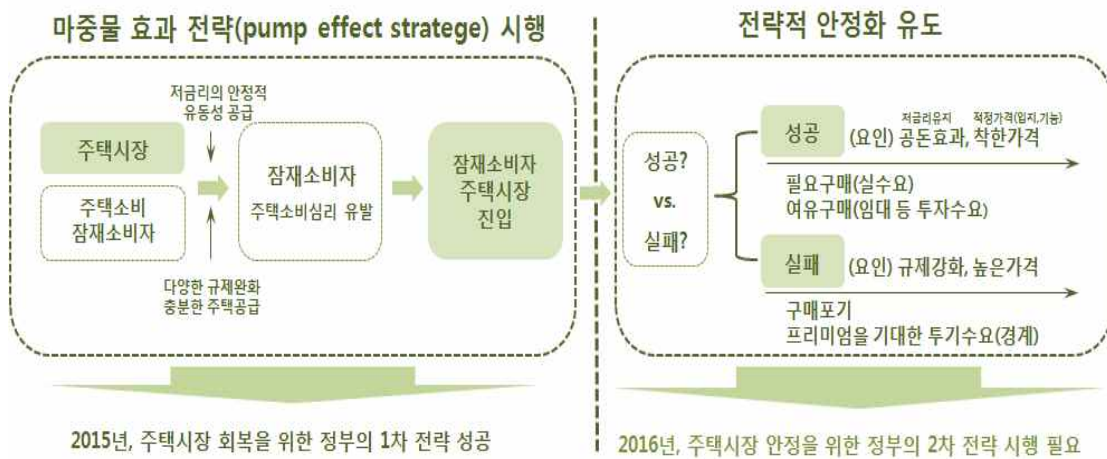 마중물 효과 전략(pump effect stratege) 시행
저금리의 안정적
유동성 공급
주택시장
주택소비
잠재소비자
다양한 규제완화
충분한 주택공급
잠재소비자
주택소비심리 유발
잠재소비자
주택시장
진입
2015년, 주택시장 회복을 위한 정부의 1차 전략 성공
전략적 안정화 유도
성공?
vs.
실패?
저금리유지 적정가격(입지,기능)
성공 (요인) 공돈효과, 착한가격
필요구매(실수요)
여유구매(임대 등 투자수요)
실패 (요인) 규제강화, 높은가격
구매포기
프리미엄을 기대한 투기수요(경계)
2016년, 주택시장 안정을 위한 정부의 2차 전략 시행 필요